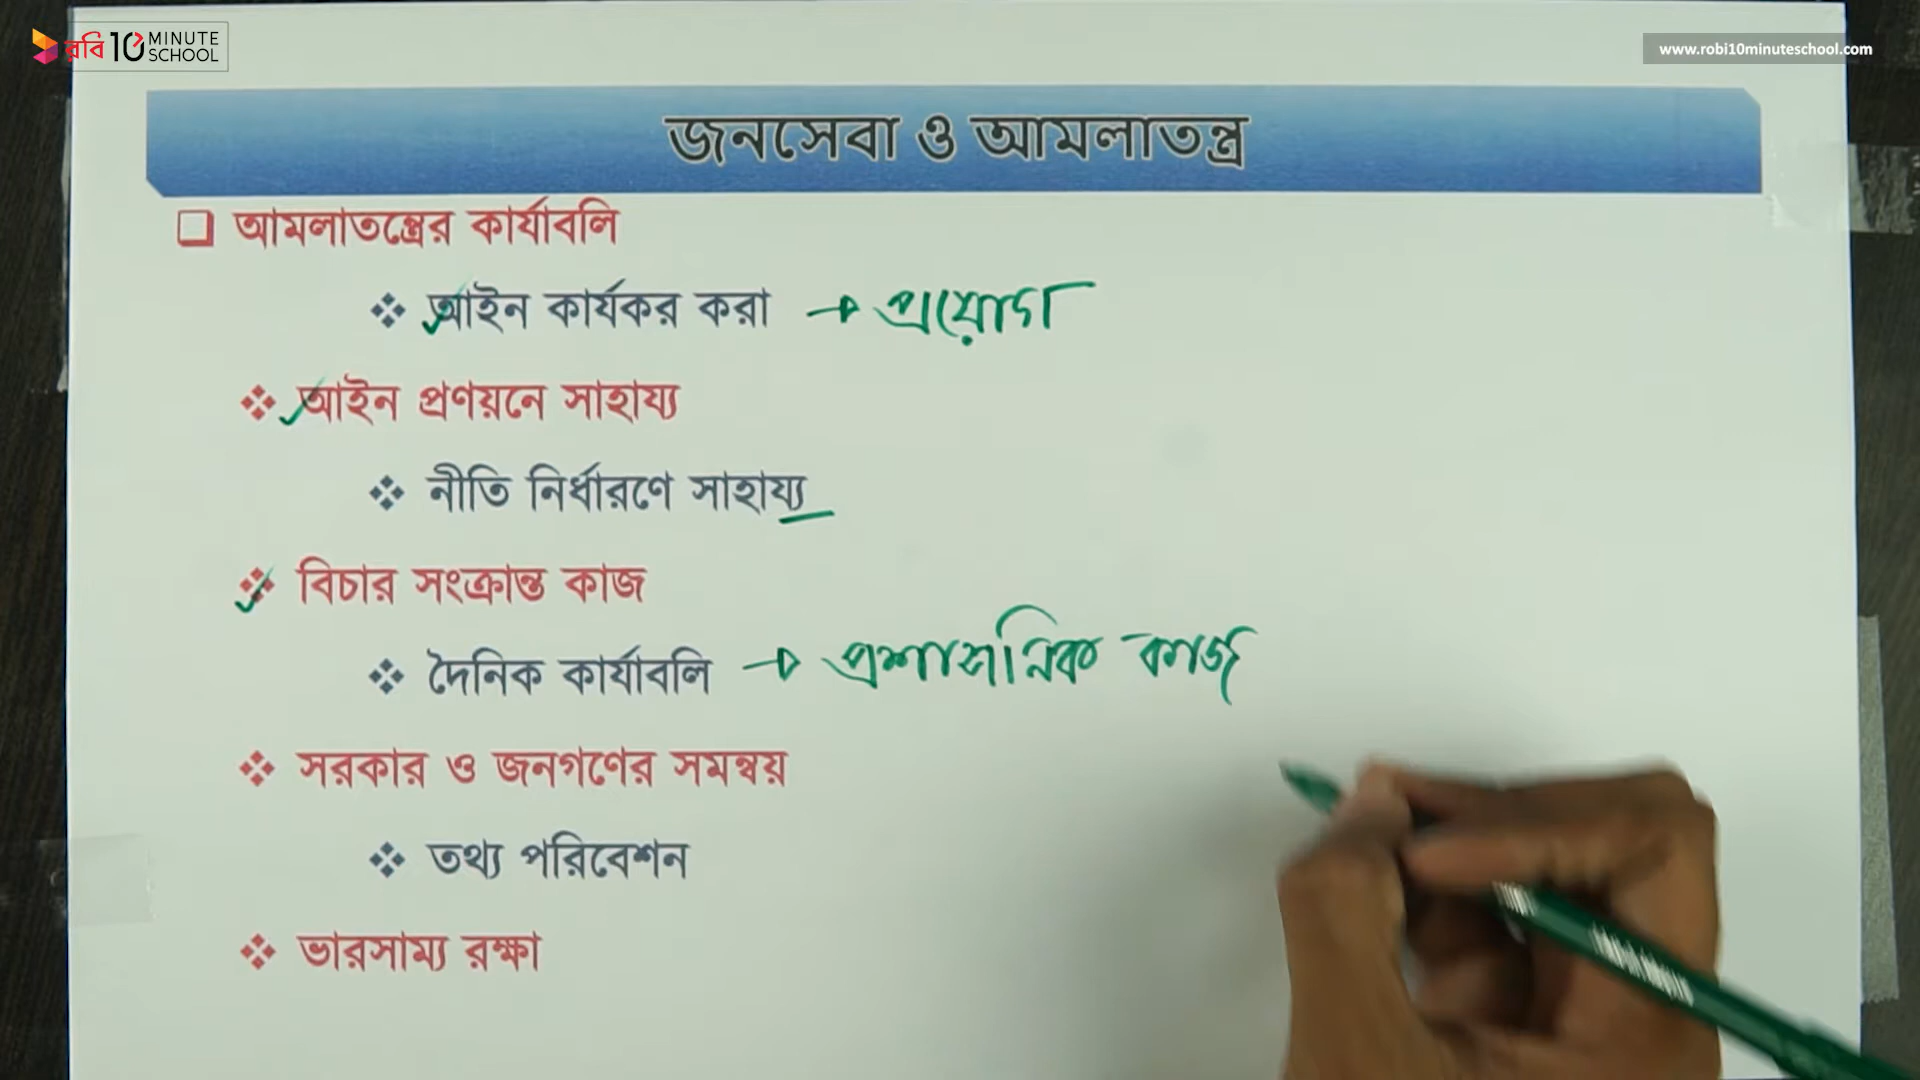 রবি 10 MINUTE SCHOOL
www.robi10minuteschool.com
জনসেবা ও আমলাতন্ত্র
আমলাতন্ত্রের কার্যাবলি
আইন কার্যকর করা → প্রয়োগ
আইন প্রণয়নে সাহায্য
নীতি নির্ধারণে সাহায্য
বিচার সংক্রান্ত কাজ
দৈনিক কার্যাবলি → প্রশাসনিক কাজ
সরকার ও জনগণের সমন্বয়
তথ্য পরিবেশন
ভারসাম্য রক্ষা